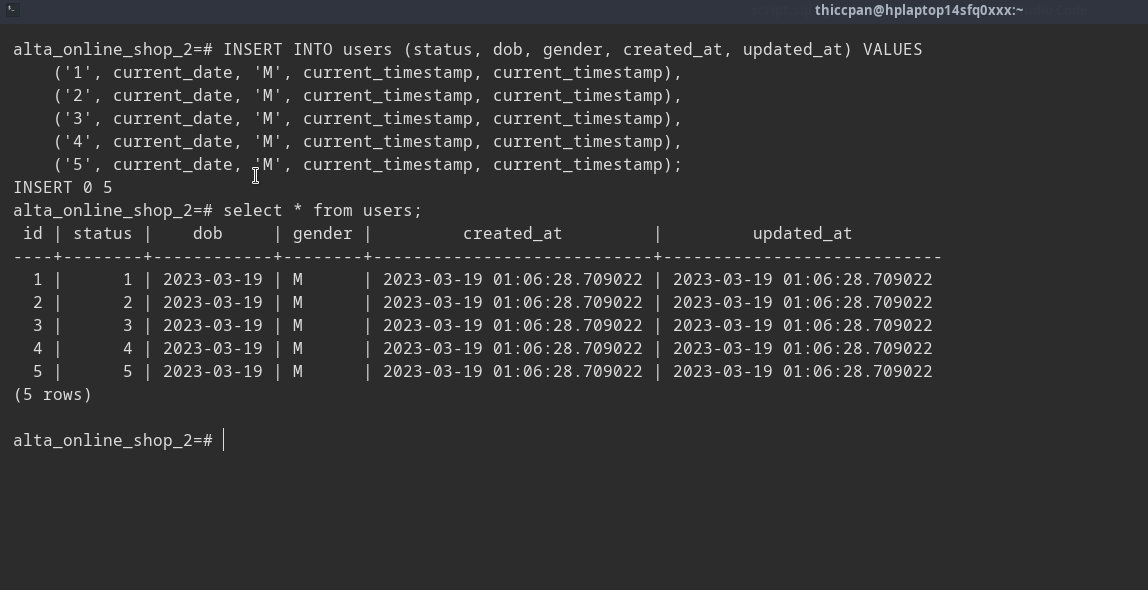 thiccpan@hplaptop14sfq0xxx:~
alta_online_shop_2=# INSERT INTO users (status, dob, gender, created_at, updated_at) VALUES
    ('1', current_date, 'M', current_timestamp, current_timestamp),
    ('2', current_date, 'M', current_timestamp, current_timestamp),
    ('3', current_date, 'M', current_timestamp, current_timestamp),
    ('4', current_date, 'M', current_timestamp, current_timestamp),
    ('5', current_date, 'M', current_timestamp, current_timestamp);
INSERT 0 5
alta_online_shop_2=# select * from users;
 id | status |    dob     | gender |         created_at         |         updated_at
----+--------+------------+--------+----------------------------+----------------------------
  1 |      1 | 2023-03-19 | M      | 2023-03-19 01:06:28.709022 | 2023-03-19 01:06:28.709022
  2 |      2 | 2023-03-19 | M      | 2023-03-19 01:06:28.709022 | 2023-03-19 01:06:28.709022
  3 |      3 | 2023-03-19 | M      | 2023-03-19 01:06:28.709022 | 2023-03-19 01:06:28.709022
  4 |      4 | 2023-03-19 | M      | 2023-03-19 01:06:28.709022 | 2023-03-19 01:06:28.709022
  5 |      5 | 2023-03-19 | M      | 2023-03-19 01:06:28.709022 | 2023-03-19 01:06:28.709022
(5 rows)
alta_online_shop_2=#